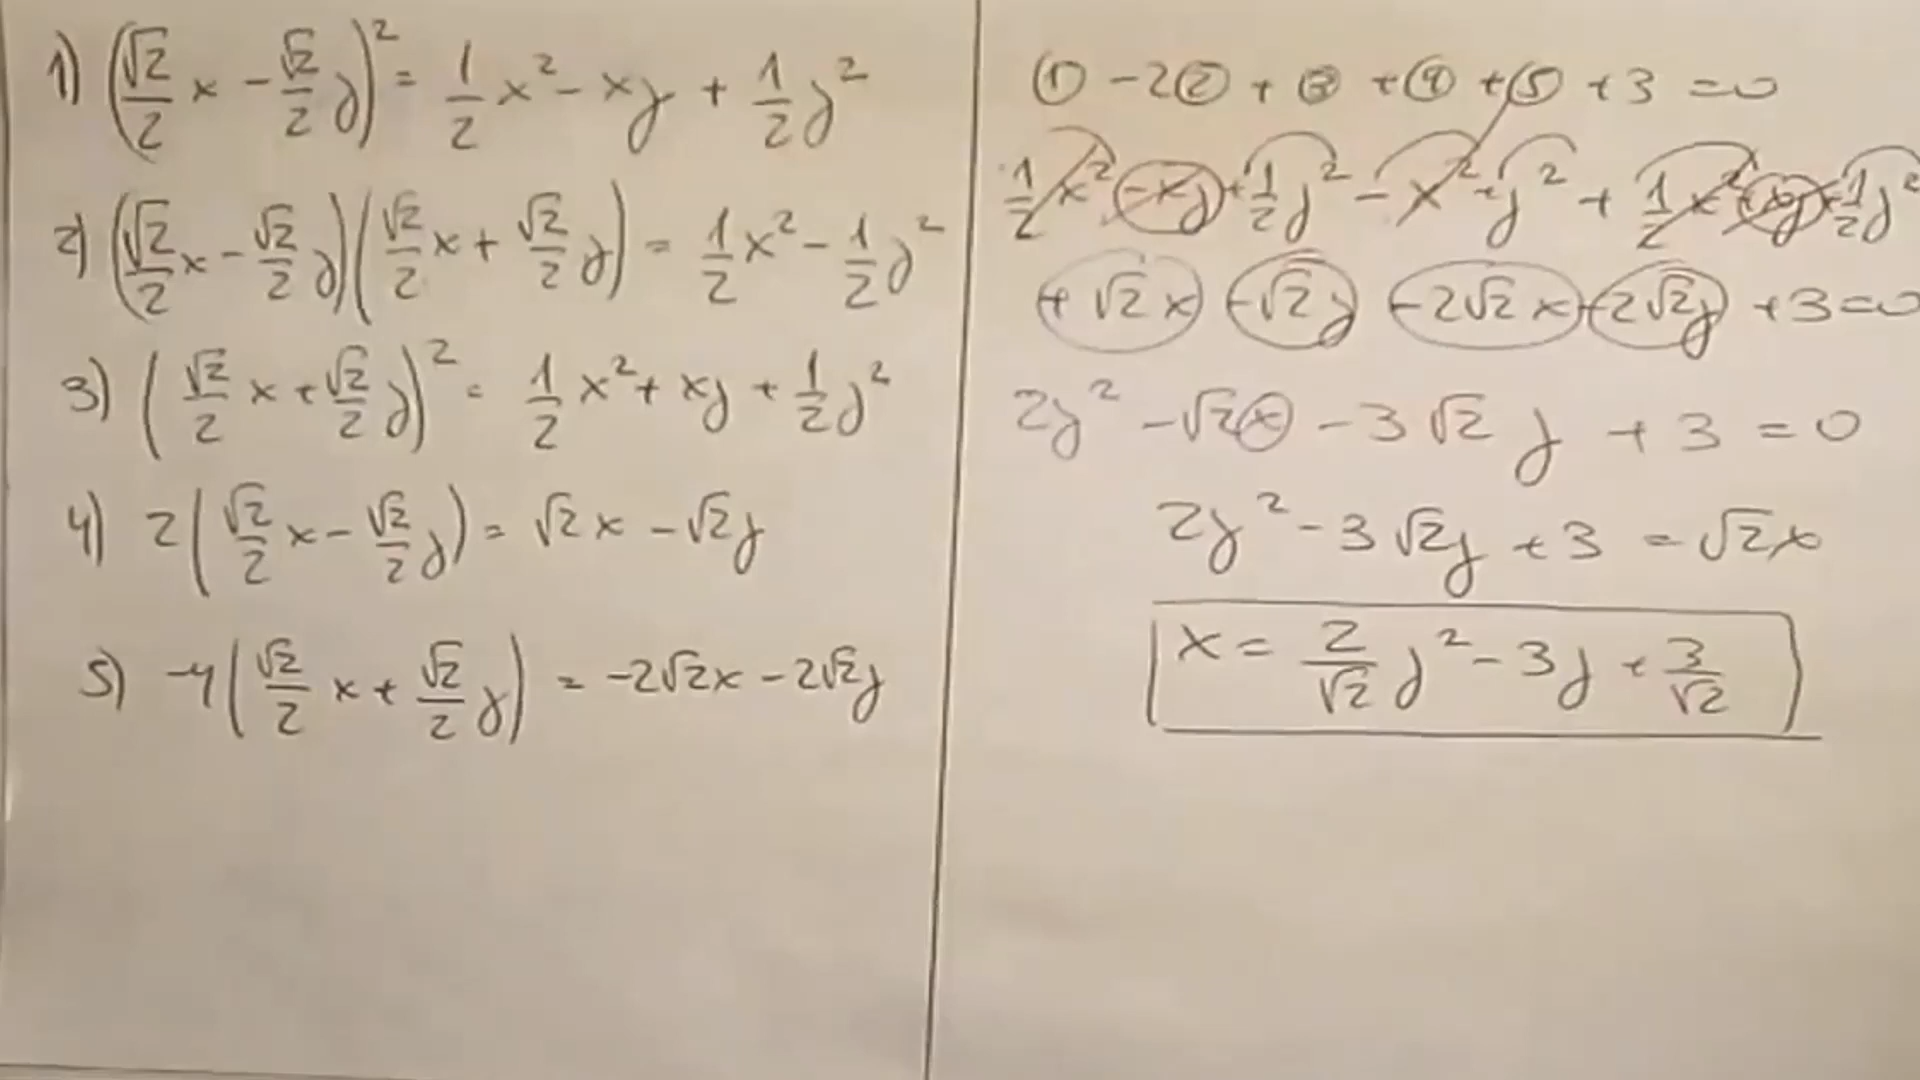 1) (√2/2 x - √2/2 y)² = 1/2 x² - xy + 1/2 y²
2) (√2/2 x - √2/2 y)(√2/2 x + √2/2 y) = 1/2 x² - 1/2 y²
3) (√2/2 x + √2/2 y)² = 1/2 x² + xy + 1/2 y²
4) 2(√2/2 x - √2/2 y) = √2 x - √2 y
5) -4(√2/2 x + √2/2 y) = -2√2 x - 2√2 y
① - 2② + ③ + ④ + ⑤ + 3 = 0
1/2 x² - xy + 1/2 y² - x² + y² + 1/2 x² + xy + 1/2 y²
+ √2 x - √2 y - 2√2 x - 2√2 y + 3 = 0
2y² - √2 x - 3√2 y + 3 = 0
2y² - 3√2 y + 3 = √2 x
x = 2/√2 y² - 3y + 3/√2